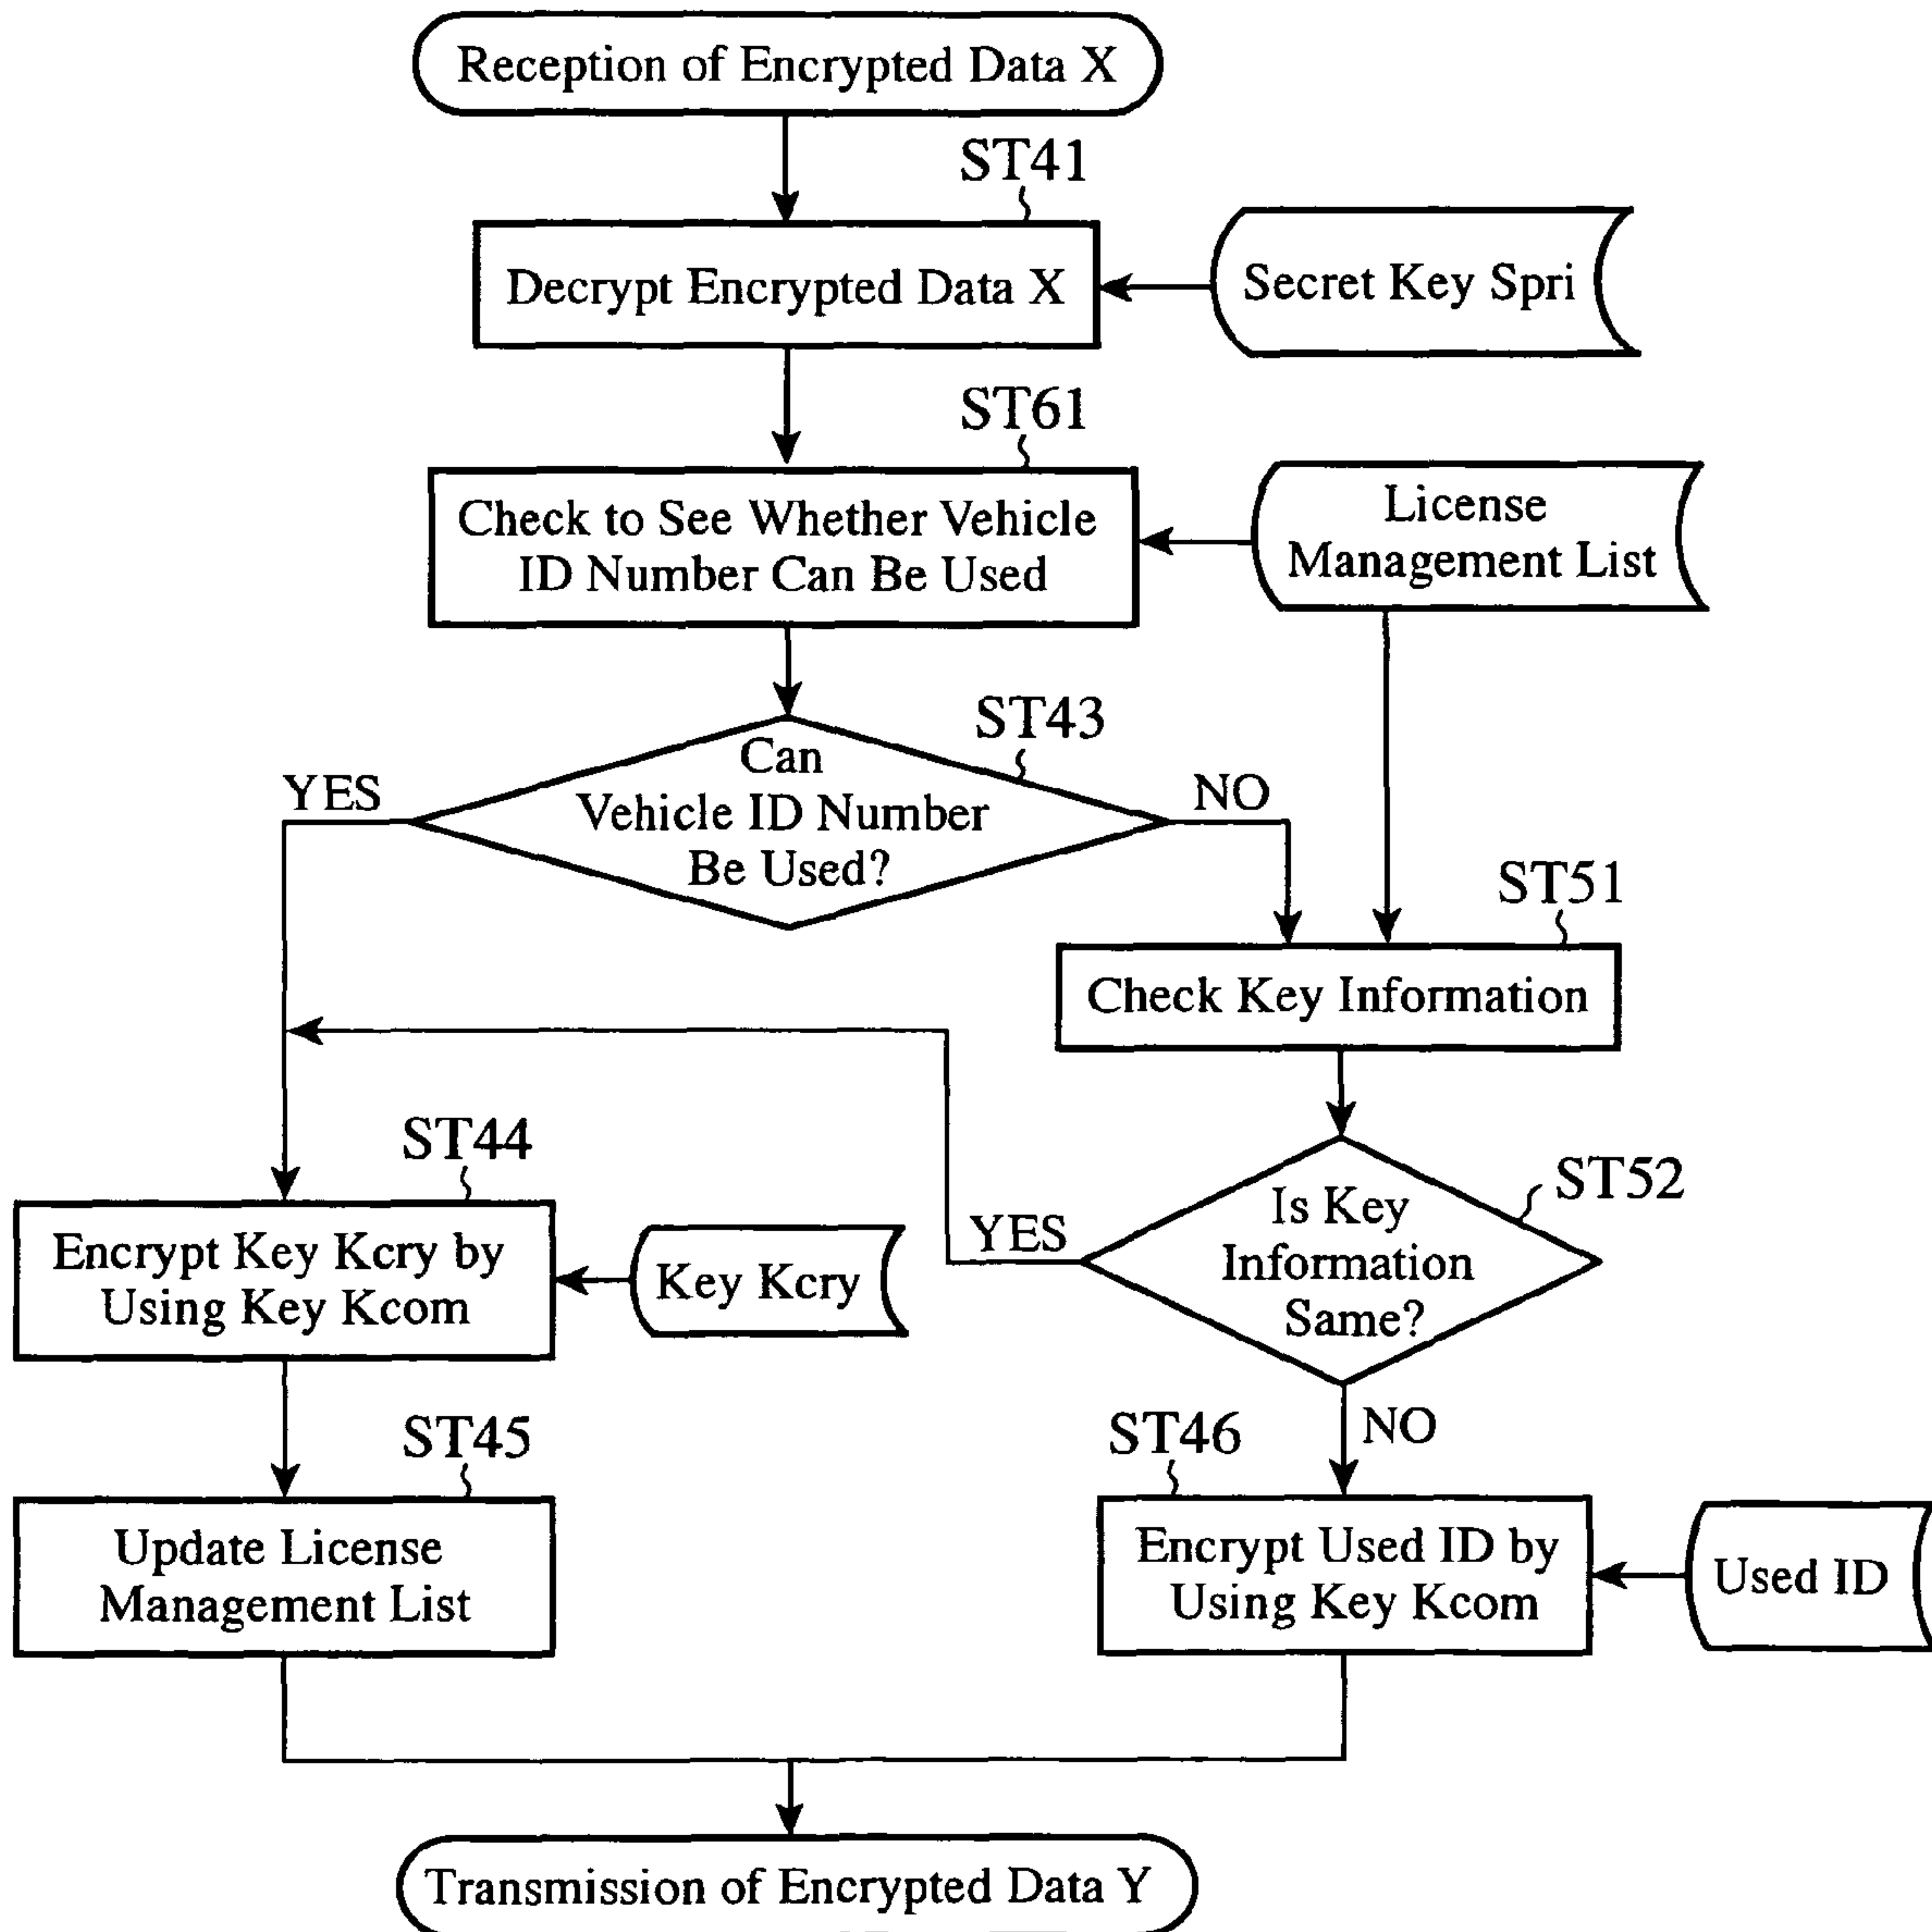 Reception of Encrypted Data X
ST41
Decrypt Encrypted Data X
Secret Key Spri
ST61
Check to See Whether Vehicle
ID Number Can Be Used
License
Management List
ST43
Can
Vehicle ID Number
Be Used?
YES
NO
ST51
Check Key Information
ST52
Is Key
Information
Same?
YES
NO
ST44
Encrypt Key Kcry by
Using Key Kcom
Key Kcry
ST45
Update License
Management List
ST46
Encrypt Used ID by
Using Key Kcom
Used ID
Transmission of Encrypted Data Y